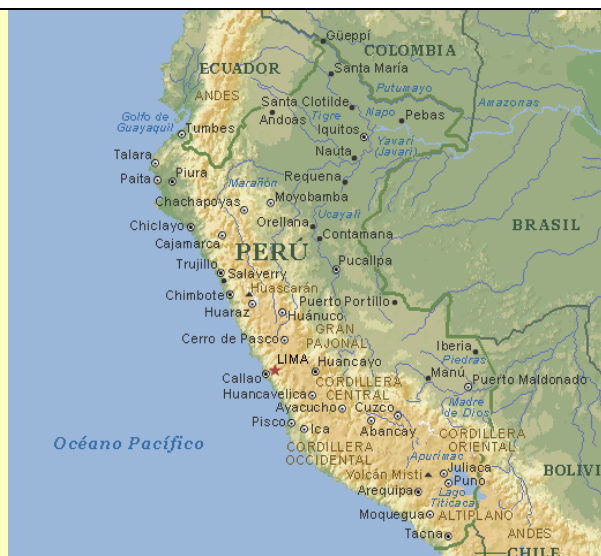 Güeppí
COLOMBIA
ECUADOR
Santa María
ANDES
Putumayo
Santa Clotilde
Napo
Amazonas
Golfo de
Guayaquil
Tumbes
Andoas
Tigre
Pebas
Iquitos
Yavarí
(Javari)
Talara
Nauta
Paita
Piura
Marañón
Requena
Chachapoyas
Moyobamba
Orellana
Ucayali
BRASIL
Chiclayo
Contamana
Cajamarca
PERÚ
Pucallpa
Trujillo
Salaverry
Huascarán
Chimbote
Puerto Portillo
Huaraz
Huánuco
GRAN
PAJONAL
Cerro de Pasco
Iberia
LIMA
Huancayo
Piedras
Callao
CORDILLERA
CENTRAL
Manú
Puerto Maldonado
Huancavelica
Ayacucho
Cuzco
Madre
de Dios
Pisco
Ica
Abancay
CORDILLERA
ORIENTAL
Océano Pacífico
CORDILLERA
OCCIDENTAL
Apurimac
Volcán Misti
Juliaca
BOLIVI
Puno
Arequipa
Lago
Titicaca
Moquegua
ALTIPLANO
ANDES
Tacna
CHILE